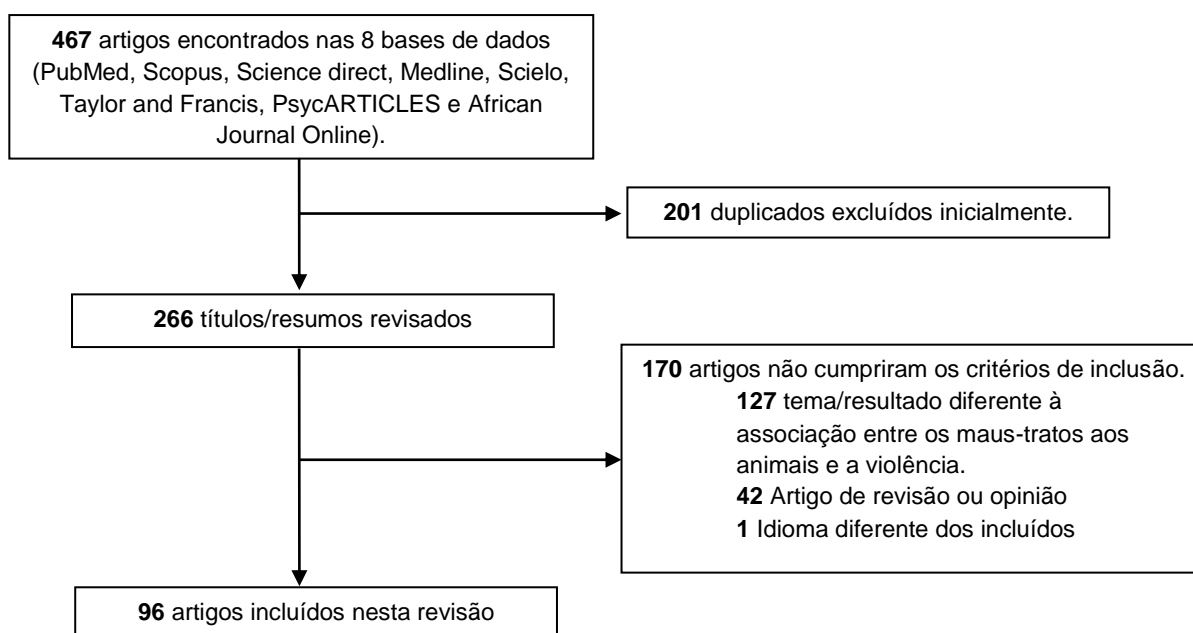 467 artigos encontrados nas 8 bases de dados
(PubMed, Scopus, Science direct, Medline, Scielo,
Taylor and Francis, PsycARTICLES e African
Journal Online).
201 duplicados excluídos inicialmente.
266 títulos/resumos revisados
170 artigos não cumpriram os critérios de inclusão.
127 tema/resultado diferente à
associação entre os maus-tratos aos
animais e a violência.
42 Artigo de revisão ou opinião
1 Idioma diferente dos incluídos
96 artigos incluídos nesta revisão